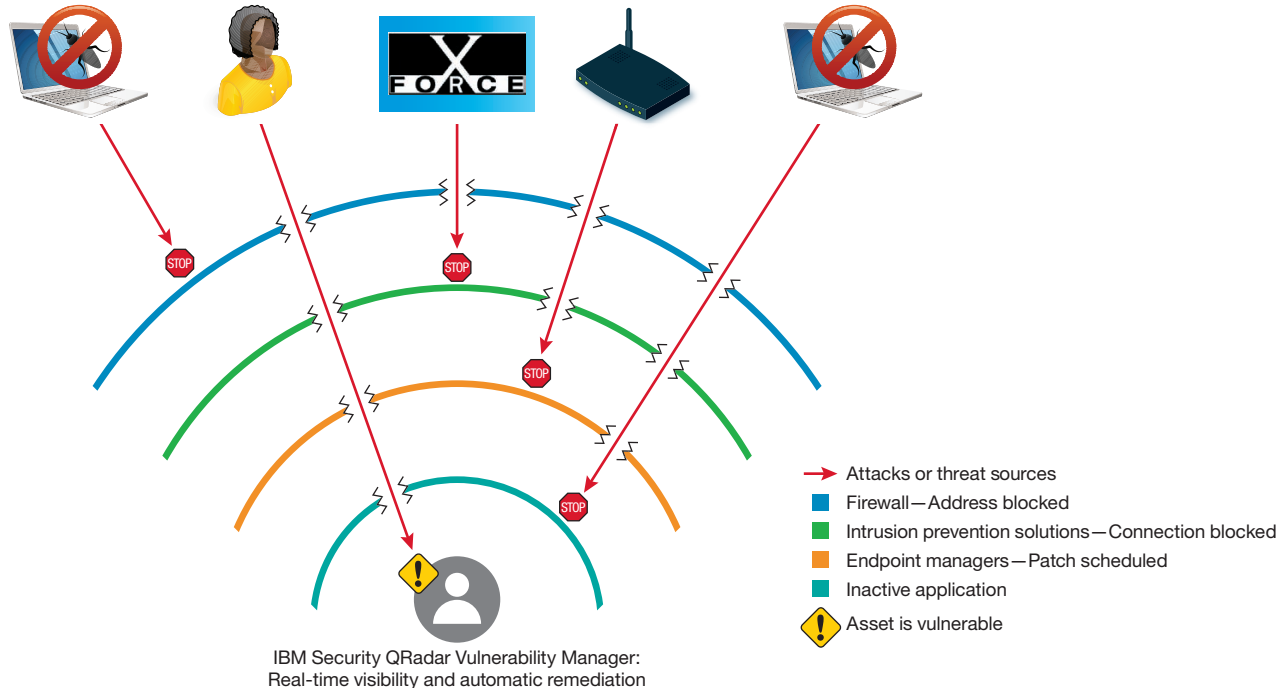 X
FORCE
STOP
STOP
STOP
STOP
Attacks or threat sources
Firewall—Address blocked
Intrusion prevention solutions—Connection blocked
Endpoint managers—Patch scheduled
Inactive application
!
Asset is vulnerable
!
IBM Security QRadar Vulnerability Manager:
Real-time visibility and automatic remediation